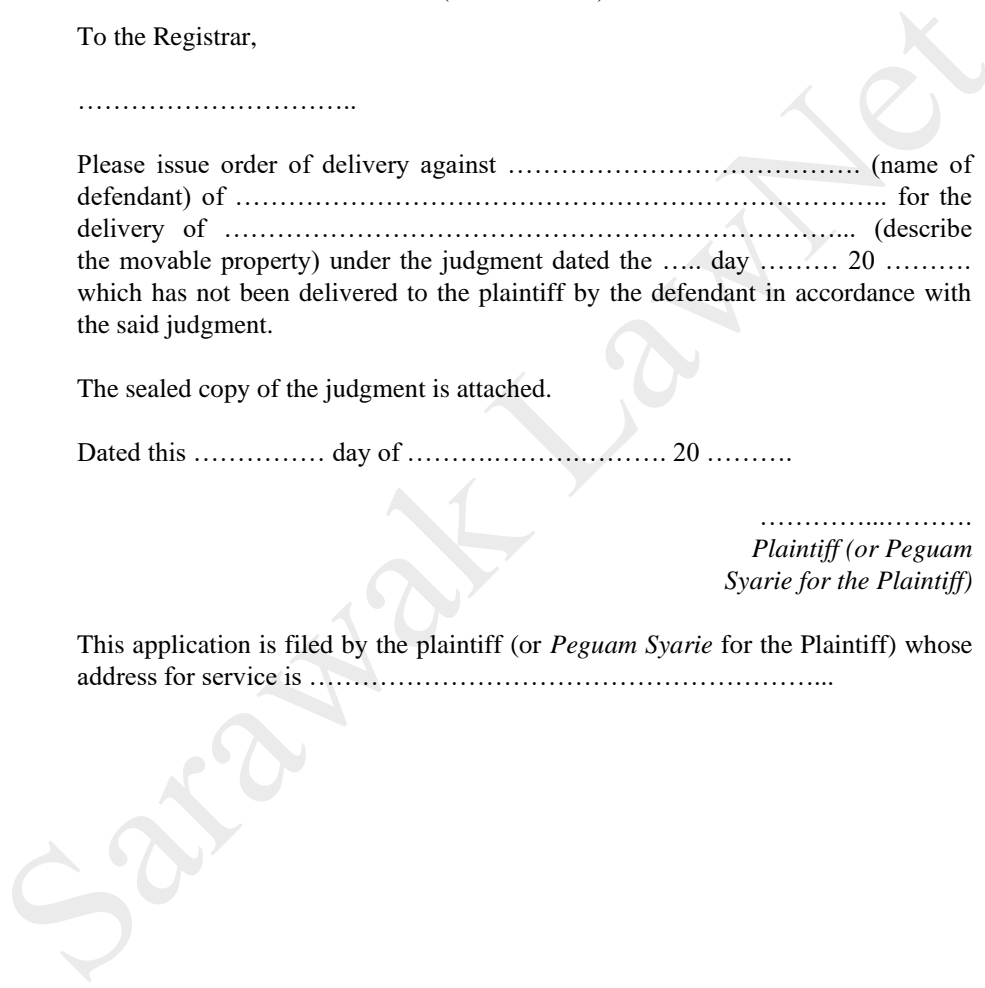 To the Registrar,
…………………………..
Please issue order of delivery against …………………………………. (name of
defendant) of ……………………………………………………………….. for the
delivery of ……………………………………………………………... (describe
the movable property) under the judgment dated the ….. day ……… 20 ……….
which has not been delivered to the plaintiff by the defendant in accordance with
the said judgment.
The sealed copy of the judgment is attached.
Dated this …………… day of ……….……….………. 20 ……….
…………...……….
Plaintiff (or Peguam
Syarie for the Plaintiff)
This application is filed by the plaintiff (or Peguam Syarie for the Plaintiff) whose
address for service is …………………………………………………...
Sarawak LawNet